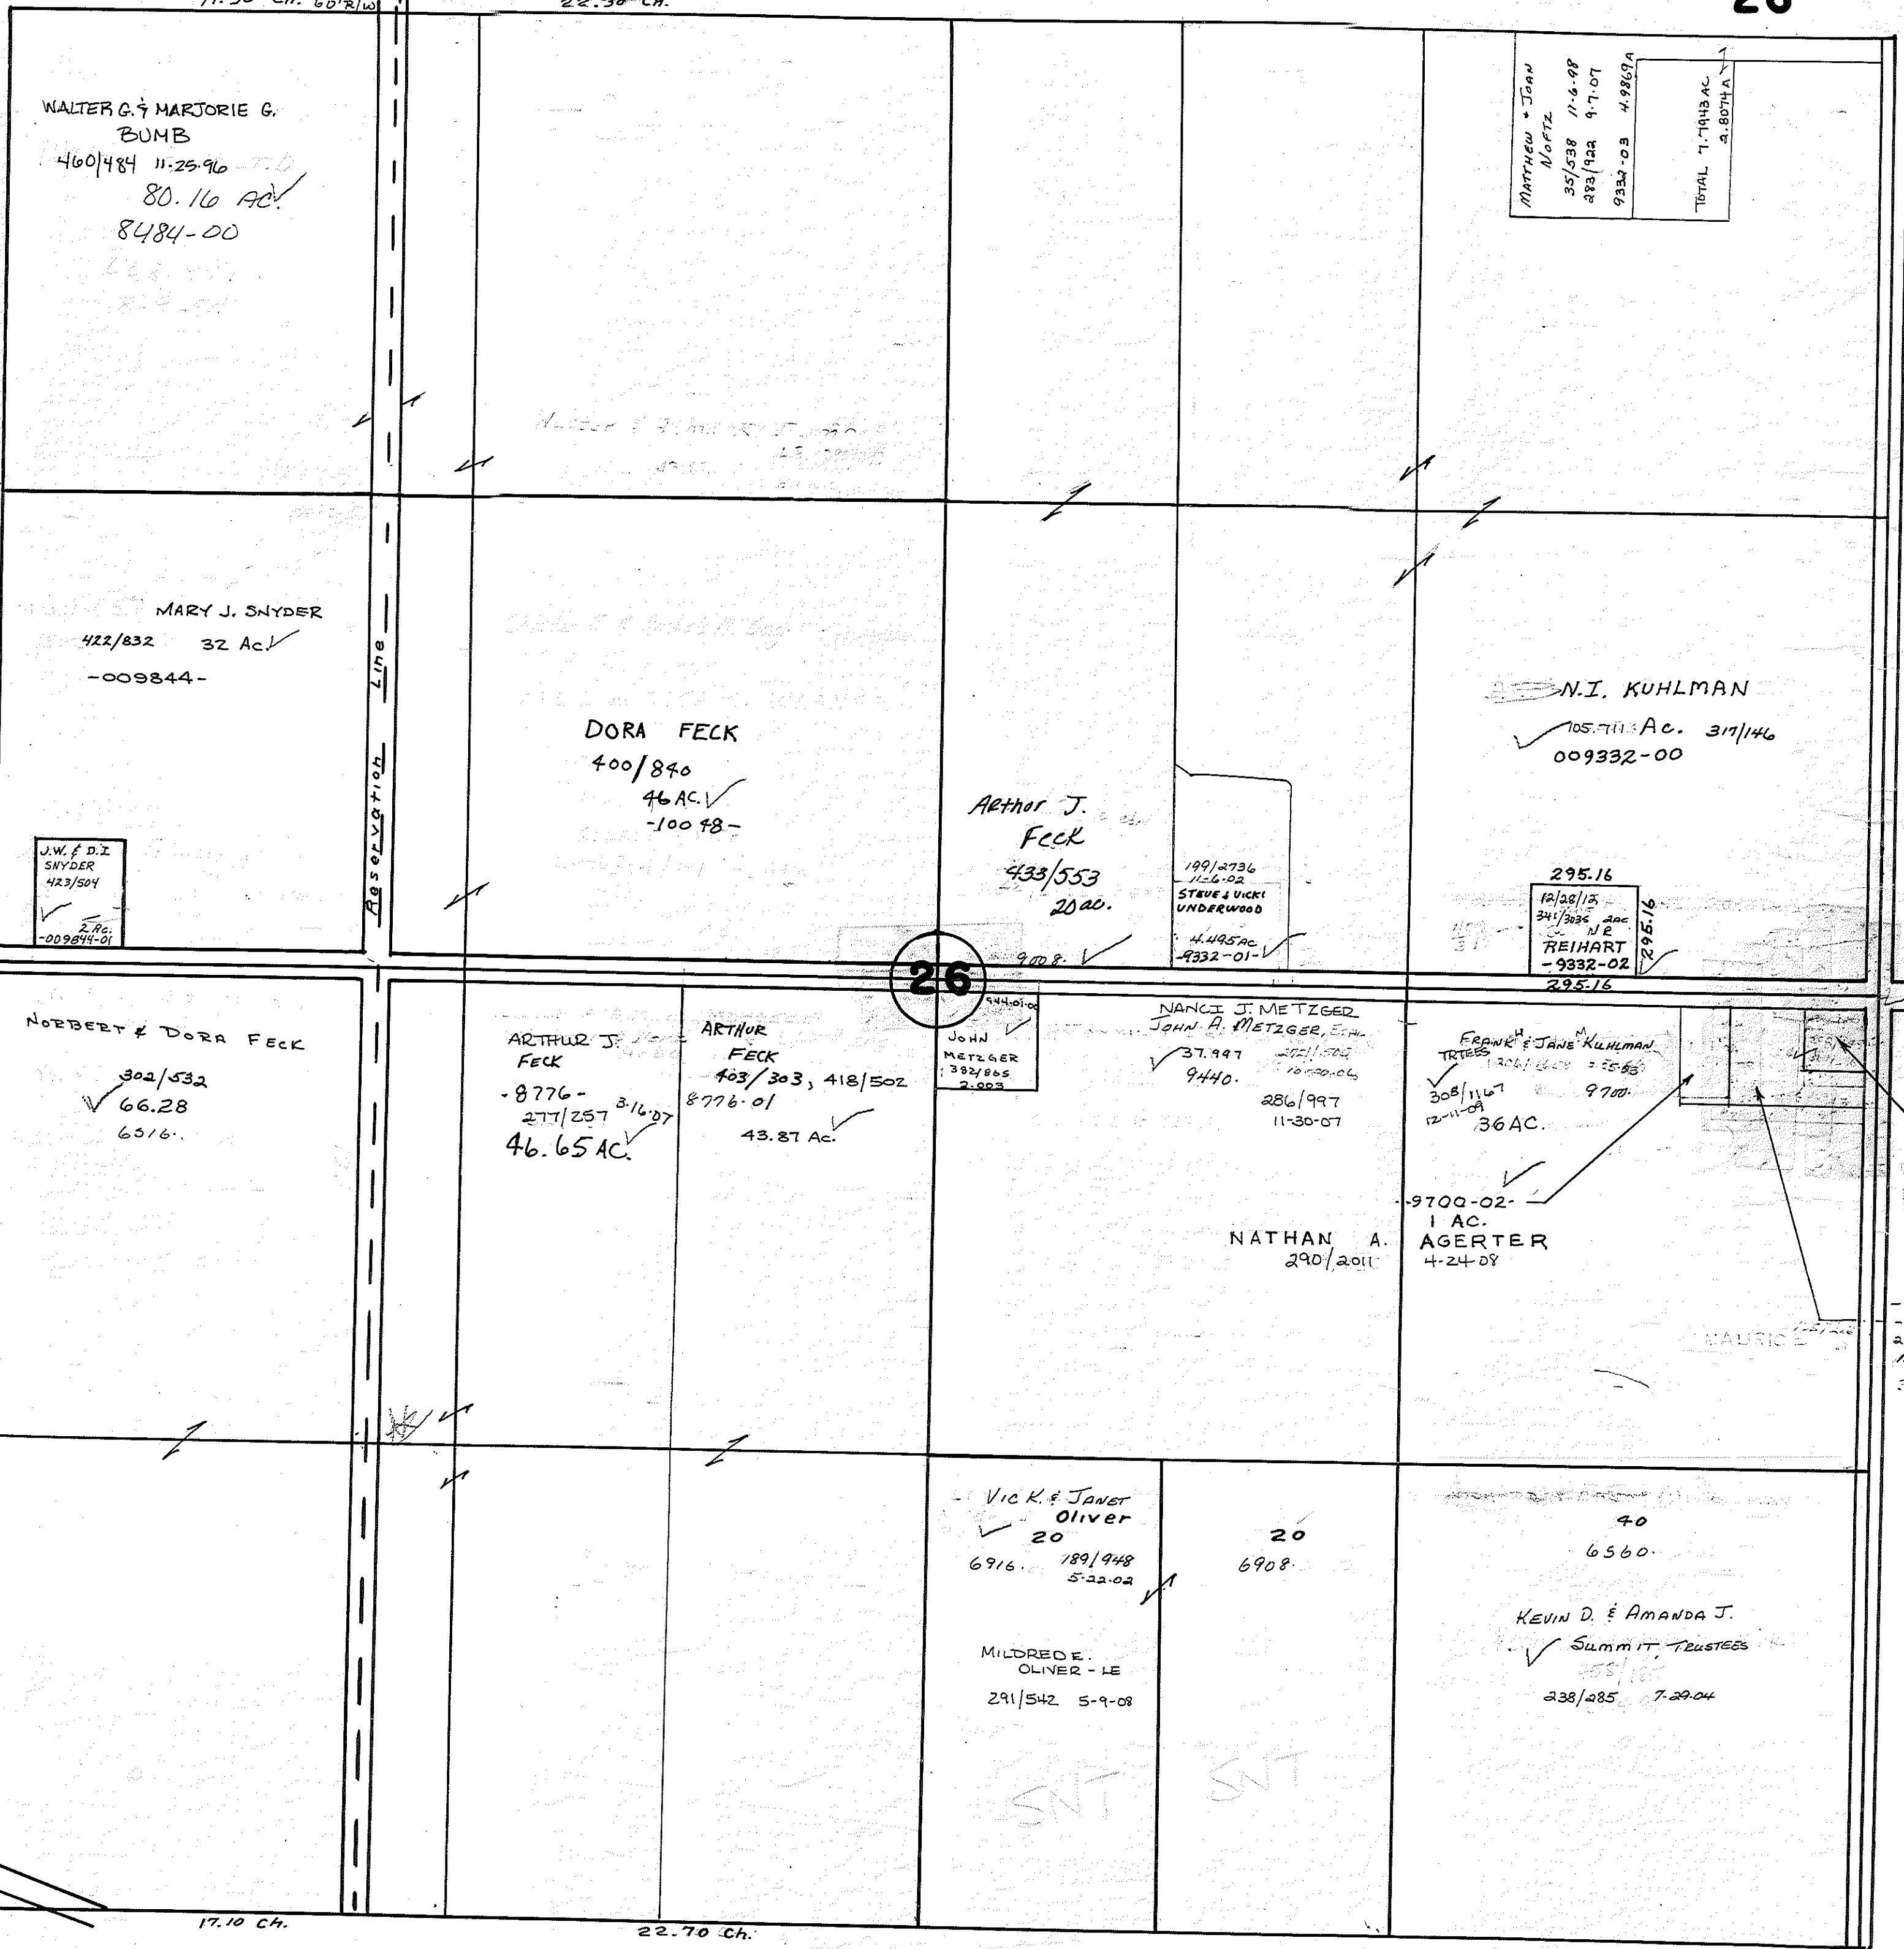 22.30 CH.
60' R/W
26
WALTER G. & MARJORIE G.
BUMB
460/484 11-25-96
80.16 AC.
8484-00
MATTHEW & JOAN
NOFTZ
35/538 11-6-98
283/922 9-7-07
9332-03 4.9869A
TOTAL 7.7943 AC.
2.8074 A
MARY J. SNYDER
422/832 32 Ac.
-009844-
Reservation Line
J.W. & D.I.
SNYDER
423/504
2 Ac.
-009844-01
DORA FECK
400/840
46 AC.
-10048-
Arthor J.
Feck
433/553
20 ac.
9008.
199/2736
11-6-02
STEVE & VICKI
UNDERWOOD
4.495 AC
-9332-01-
N.I. KUHLMAN
Ac. 317/146
009332-00
295.16
12/28/12
341/3035 2AC
NR
REIHART
-9332-02
295.16
295.16
26
NORBERT & DORA FECK
302/532
66.28
6516.
ARTHUR J.
FECK
-8776-
277/257 3-16-07
46.65 AC.
ARTHUR
FECK
403/303, 418/502
8776-01
43.87 Ac.
JOHN
METZGER
382/865
2.003
NANCI J. METZGER
JOHN A. METZGER,
37.997
9440.
286/997
11-30-07
FRANK H & JANE M KUHLMAN
TRTEES
308/1167
12-11-09
9700.
36 AC.
-9700-02-
1 AC.
NATHAN A. AGERTER
290/2011 4-24-08
VIC K. & JANET
Oliver
20
6916. 189/948
5-22-02
MILDRED E.
OLIVER - LE
291/542 5-9-08
20
6908.
40
6560.
KEVIN D. & AMANDA J.
SUMMIT, TRUSTEES
238/285 7-29-04
SNT
SNT
17.10 Ch.
22.70 Ch.